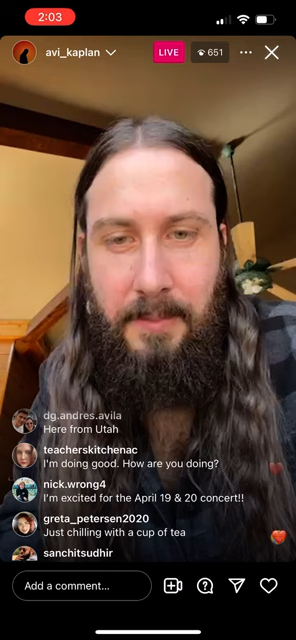 2:03
avi_kaplan
LIVE
651
dg.andres.avila
Here from Utah
teacherskitchenac
I'm doing good. How are you doing?
nick.wrong4
I'm excited for the April 19 & 20 concert!!
greta_petersen2020
Just chilling with a cup of tea
sanchitsudhir
Add a comment...